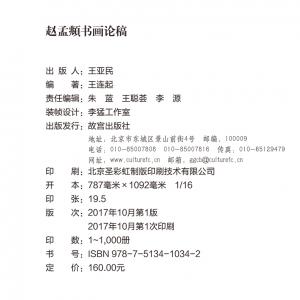 赵孟頫书画论稿
出 版 人：王亚民
编 著：王连起
责任编辑：朱 蓝 王聪荟 李 源
装帧设计：李猛工作室
出版发行：故宫出版社
地址：北京市东城区景山前街4号 邮编：100009
电话：010-85007808 010-85007816 传真：010-65129479
网址：www.culturefc.cn 邮箱：ggcb@culturefc.cn
印 刷：北京圣彩虹制版印刷技术有限公司
开 本：787毫米×1092毫米 1/16
印 张：19.5
版 次：2017年10月第1版
2017年10月第1次印刷
印 数：1~1,000册
书 号：ISBN 978-7-5134-1034-2
定 价：160.00元